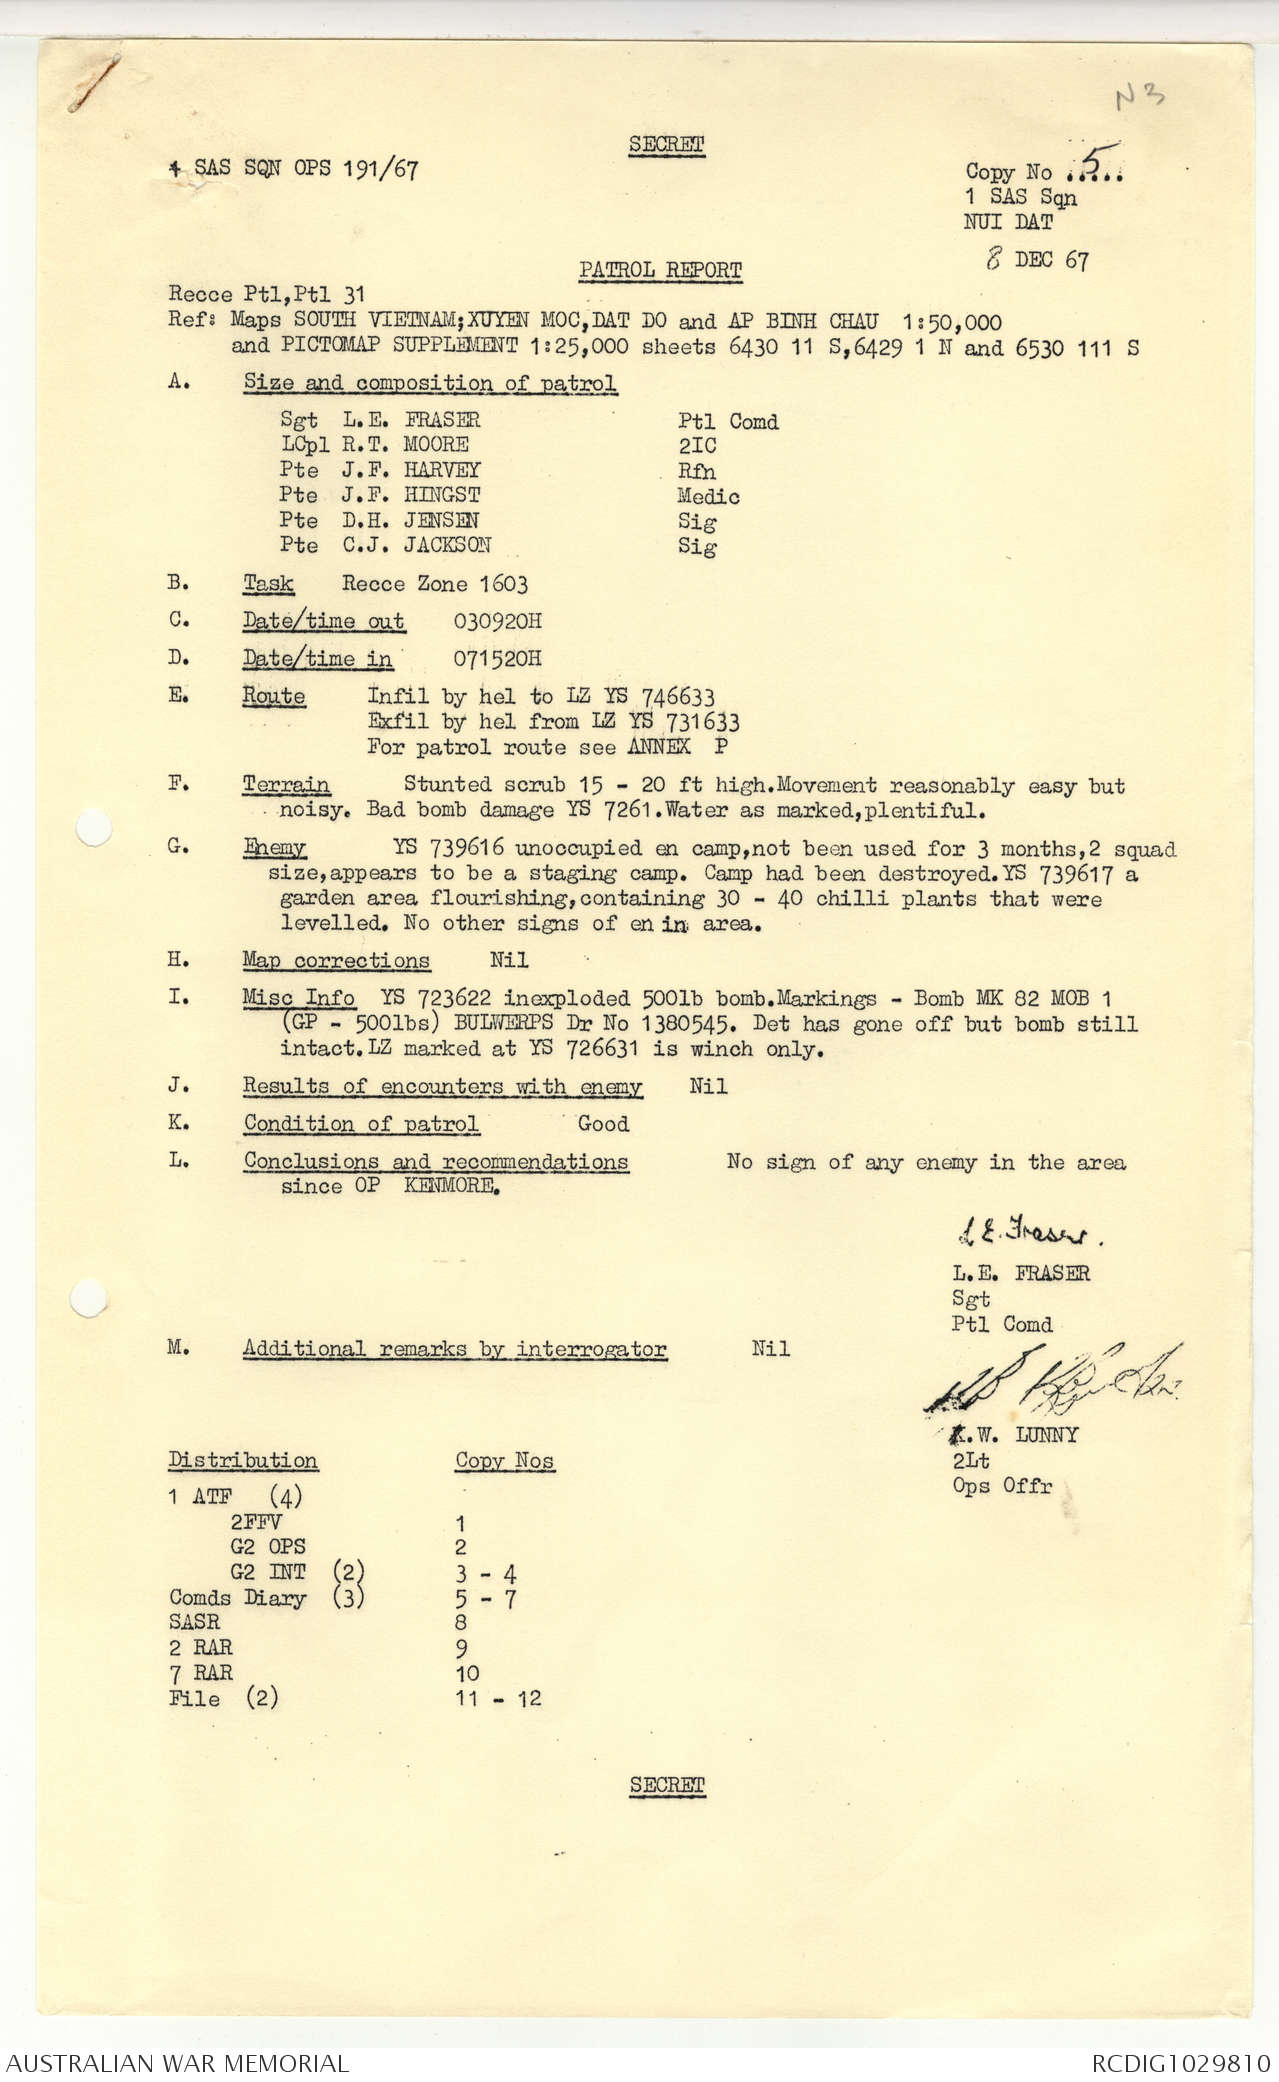 N3
SECRET
4 SAS SQN OPS 191/67
Copy No 5
1 SAS Sqn
NUI DAT
8 DEC 67
PATROL REPORT
Recce Ptl,Ptl 31
Ref: Maps SOUTH VIETNAM;XUYEN MOC,DAT DO and AP BINH CHAU 1:50,000
and PICTOMAP SUPPLEMENT 1:25,000 sheets 6430 11 S,6429 1 N and 6530 111 S
A. Size and composition of patrol
Sgt L.E. FRASER Ptl Comd
LCpl R.T. MOORE 2IC
Pte J.F. HARVEY Rfn
Pte J.F. HINGST Medic
Pte D.H. JENSEN Sig
Pte C.J. JACKSON Sig
B. Task Recce Zone 1603
C. Date/time out 030920H
D. Date/time in 071520H
E. Route Infil by hel to LZ YS 746633
Exfil by hel from LZ YS 731633
For patrol route see ANNEX P
F. Terrain Stunted scrub 15 - 20 ft high.Movement reasonably easy but
noisy. Bad bomb damage YS 7261.Water as marked,plentiful.
G. Enemy YS 739616 unoccupied en camp,not been used for 3 months,2 squad
size,appears to be a staging camp. Camp had been destroyed.YS 739617 a
garden area flourishing,containing 30 - 40 chilli plants that were
levelled. No other signs of en in area.
H. Map corrections Nil
I. Misc Info YS 723622 inexploded 500lb bomb.Markings - Bomb MK 82 MOB 1
(GP - 500lbs) BULWERPS Dr No 1380545. Det has gone off but bomb still
intact.LZ marked at YS 726631 is winch only.
J. Results of encounters with enemy Nil
K. Condition of patrol Good
L. Conclusions and recommendations No sign of any enemy in the area
since OP KENMORE.
L E. Fraser.
L.E. FRASER
Sgt
Ptl Comd
M. Additional remarks by interrogator Nil
K.W. LUNNY
2Lt
Ops Offr
Distribution Copy Nos
1 ATF (4)
2FFV 1
G2 OPS 2
G2 INT (2) 3 - 4
Comds Diary (3) 5 - 7
SASR 8
2 RAR 9
7 RAR 10
File (2) 11 - 12
SECRET
AUSTRALIAN WAR MEMORIAL
RCDIG1029810